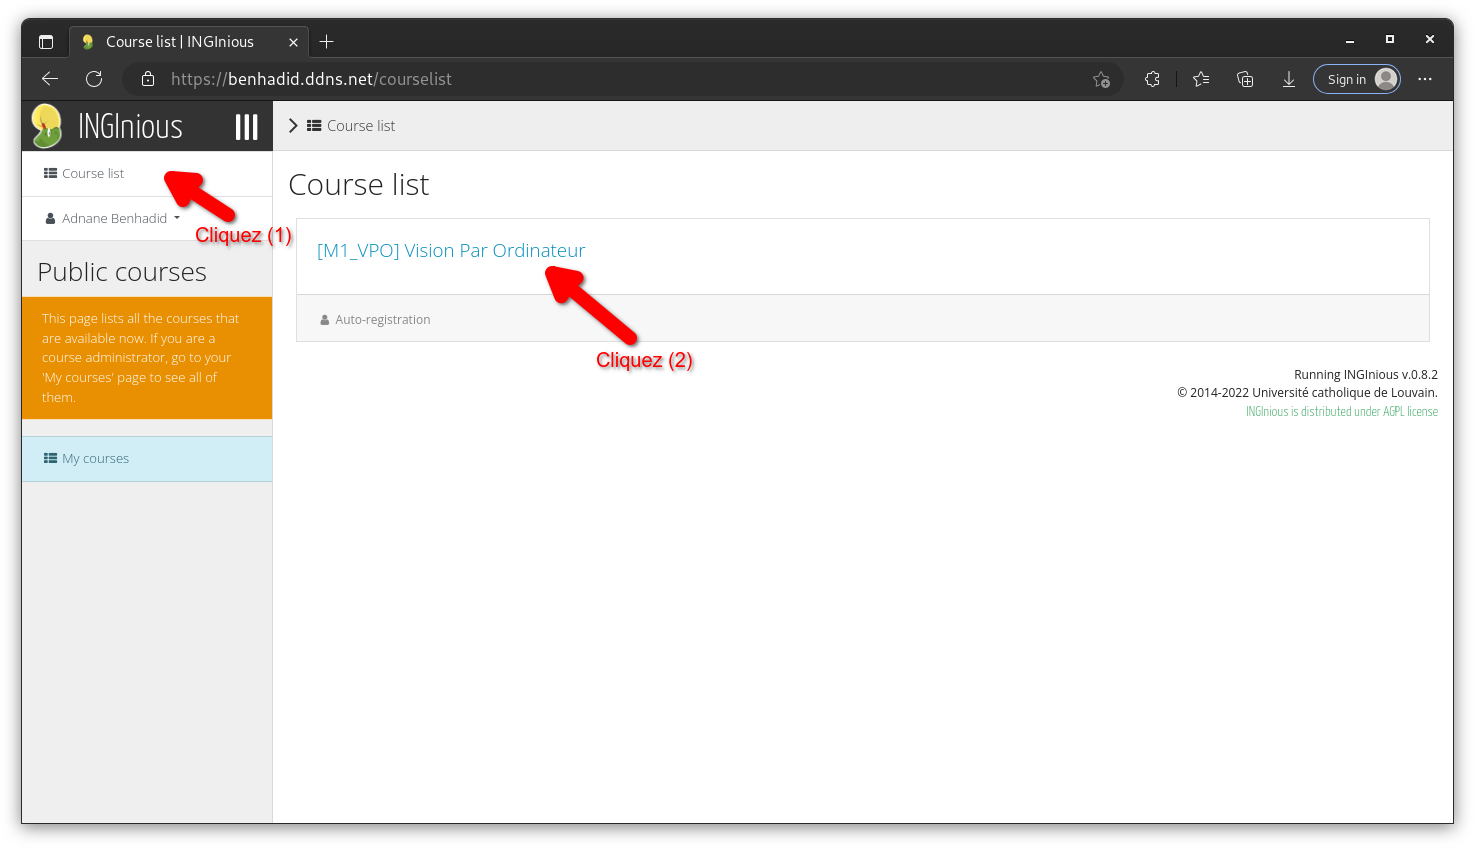 Course list | INGInious
https://benhadid.ddns.net/courselist
Sign in
INGInious
Course list
Course list
Adnane Benhadid
Cliquez (1)
Public courses
This page lists all the courses that
are available now. If you are a
course administrator, go to your
'My courses' page to see all of
them.
My courses
Course list
[M1_VPO] Vision Par Ordinateur
Auto-registration
Cliquez (2)
Running INGInious v.0.8.2
© 2014-2022 Université catholique de Louvain.
INGInious is distributed under AGPL license